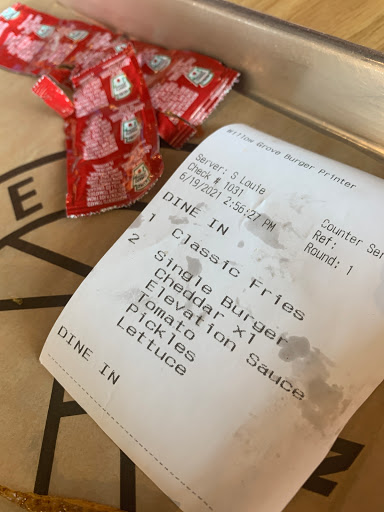 Willow Grove Burger Printer
Server: S Louie
Check # 1031
6/19/2021 2:56:27 PM
Counter Ser
Ref:
Round: 1
DINE IN
1 Classic Fries
2 Single Burger
Cheddar x1
Elevation Sauce
Tomato
Pickles
Lettuce
DINE IN
E
N